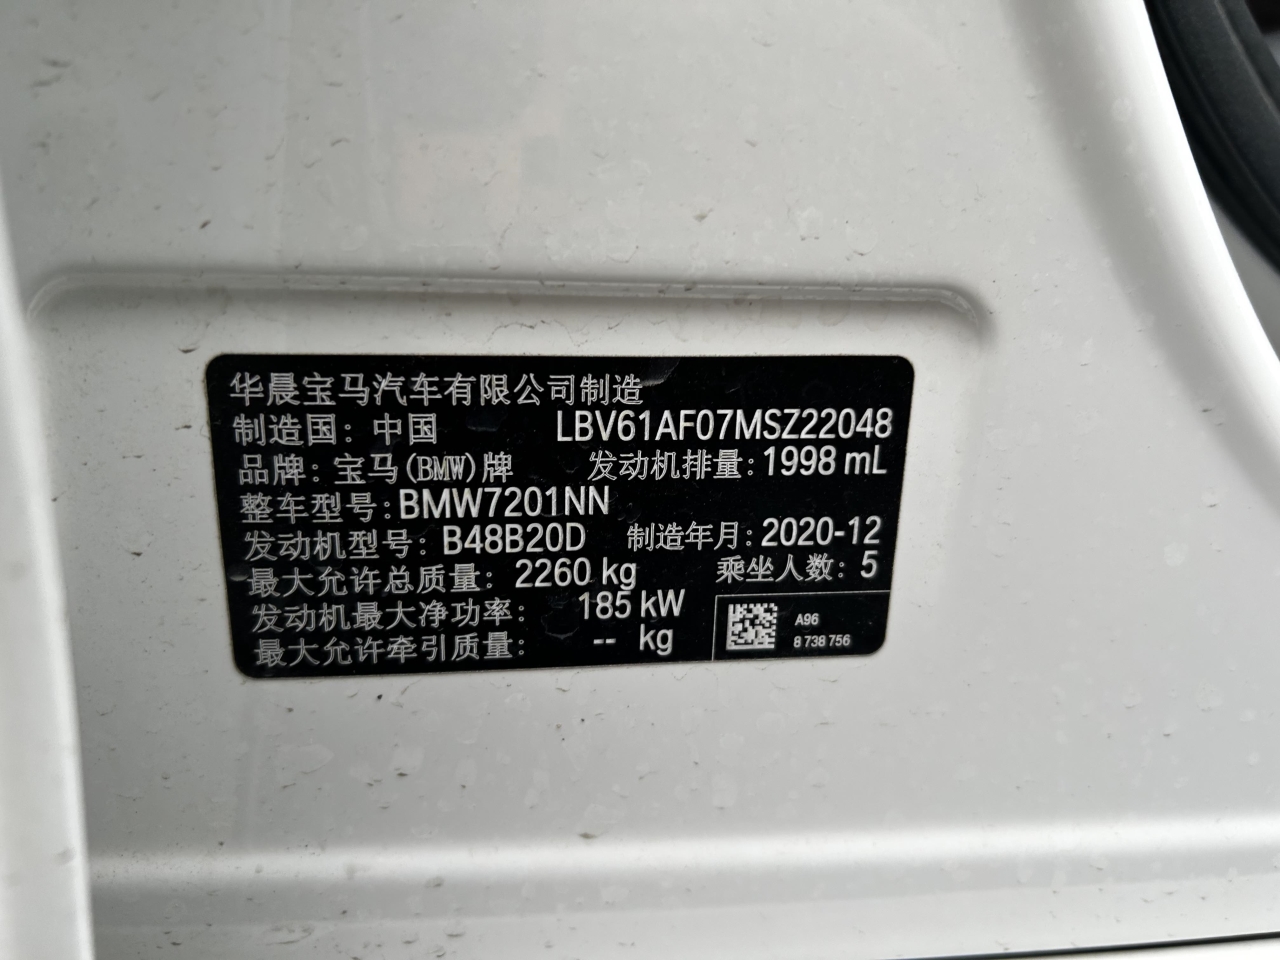 华晨宝马汽车有限公司制造
制造国：中国 LBV61AF07MSZ22048
品牌：宝马(BMW)牌 发动机排量：1998 mL
整车型号：BMW7201NN
发动机型号：B48B20D 制造年月：2020-12
最大允许总质量：2260 kg 乘坐人数：5
发动机最大净功率：185 kW
最大允许牵引质量：-- kg
A96
8 738 756